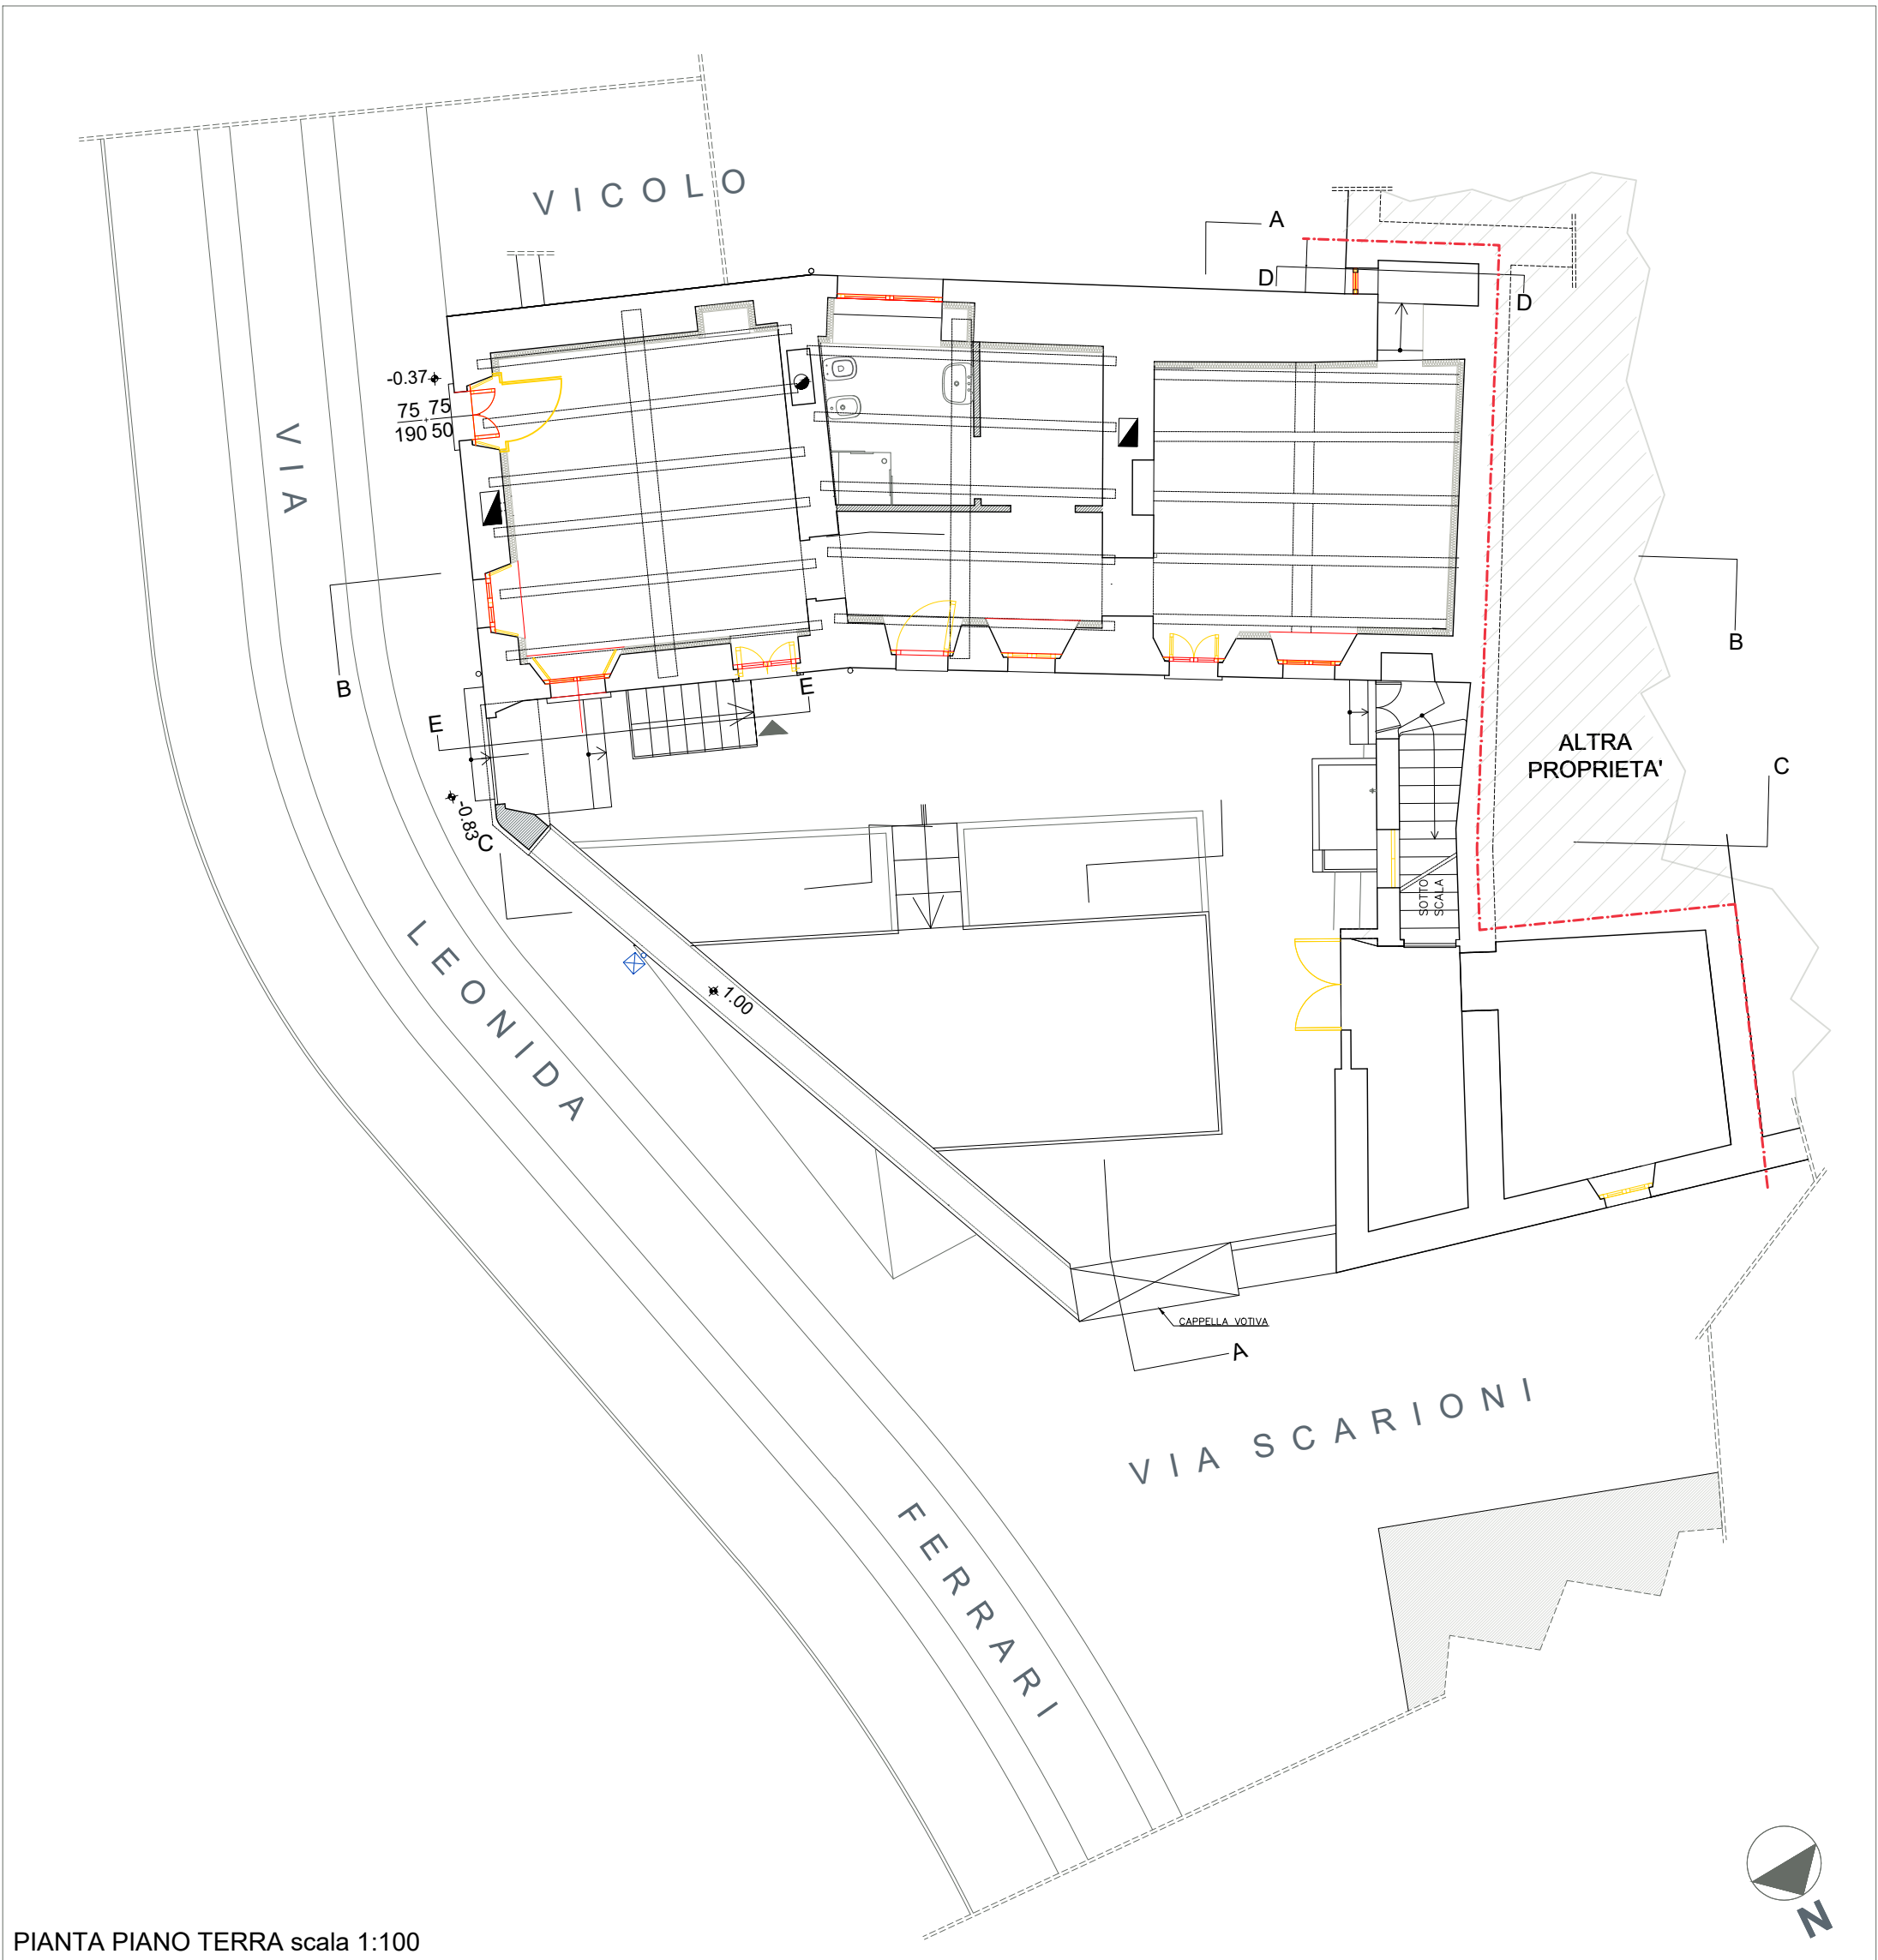 VICOLO
A
D
D
-0.37
75 75
190 50
VIA
B
B
E
E
ALTRA
PROPRIETA'
C
-0.83
C
SOTTO
SCALA
LEONIDA
1.00
CAPPELLA VOTIVA
A
VIA SCARIONI
FERRARI
N
PIANTA PIANO TERRA scala 1:100